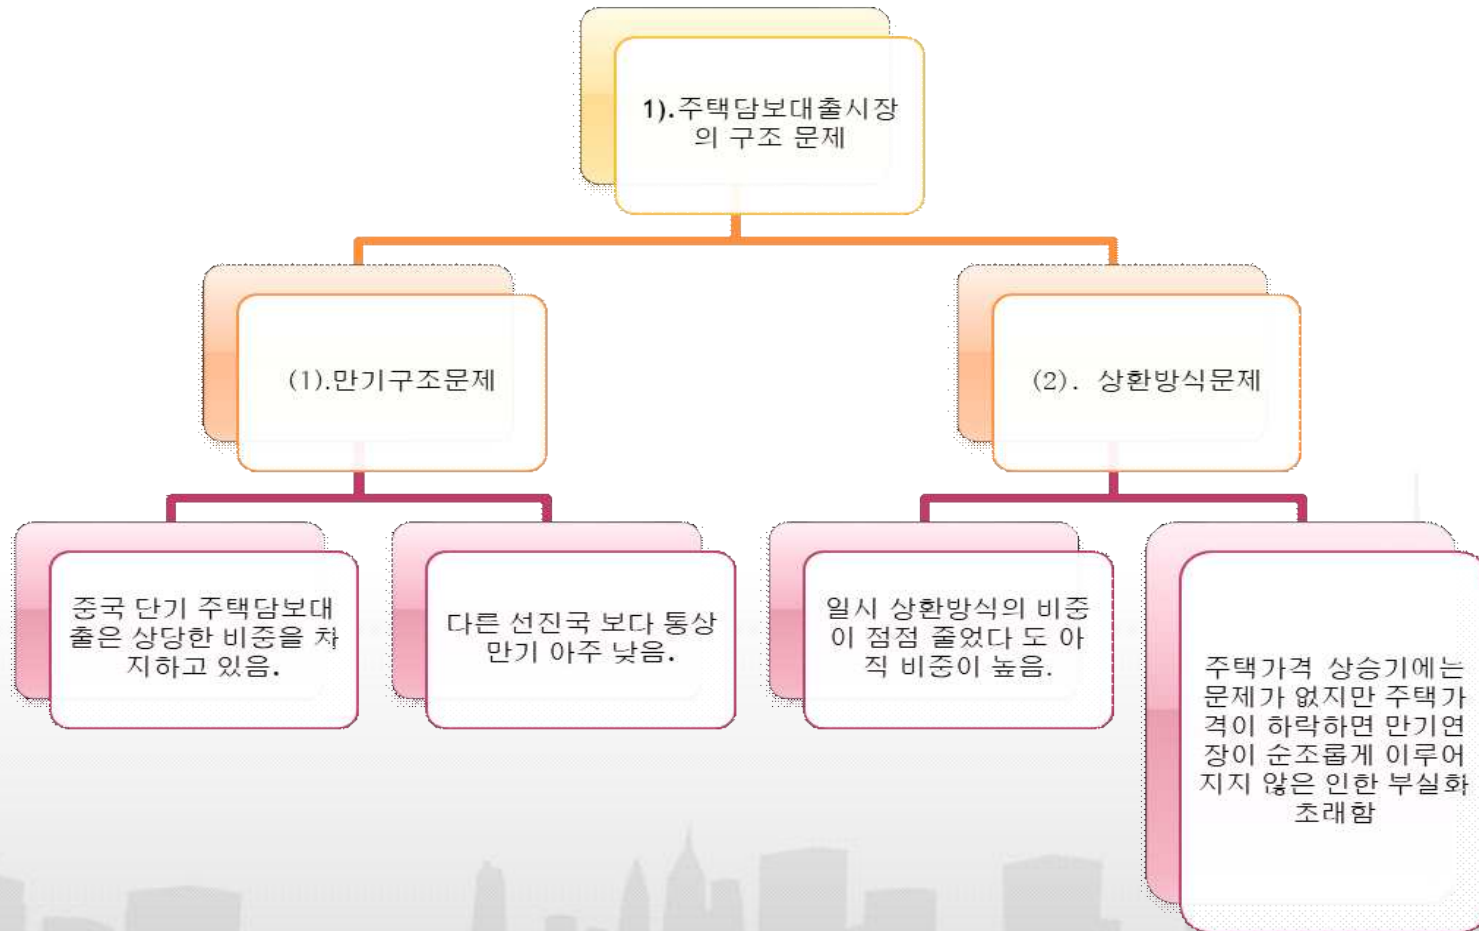 1).주택담보대출시장
의 구조 문제
(1).만기구조문제
(2). 상환방식문제
중국 단기 주택담보대
출은 상당한 비중을 차
지하고 있음.
다른 선진국 보다 통상
만기 아주 낮음.
일시 상환방식의 비중
이 점점 줄었다 도 아
직 비중이 높음.
주택가격 상승기에는
문제가 없지만 주택가
격이 하락하면 만기연
장이 순조롭게 이루어
지지 않은 인한 부실화
초래함